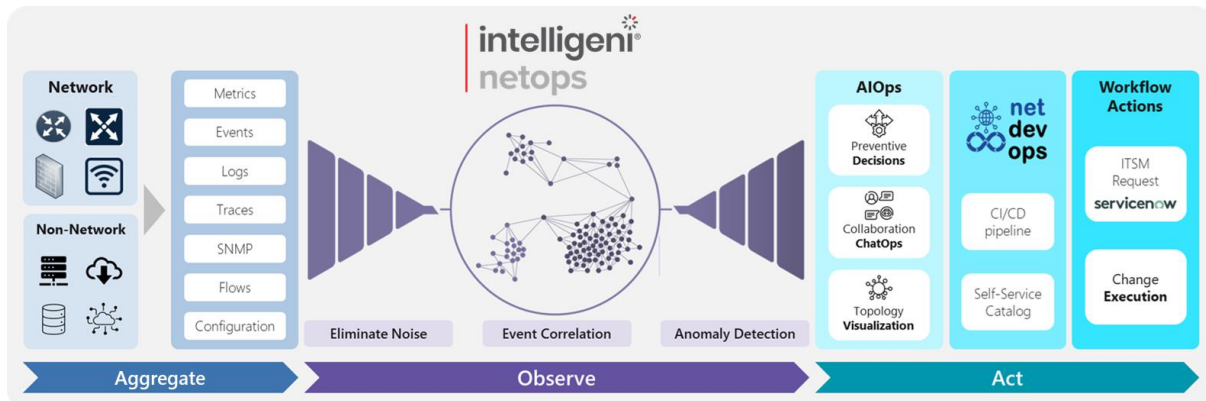 intelligeni®
netops
Network
Non-Network
Metrics
Events
Logs
Traces
SNMP
Flows
Configuration
Eliminate Noise
Event Correlation
Anomaly Detection
AIOps
Preventive
Decisions
Collaboration
ChatOps
Topology
Visualization
net
dev
ops
CI/CD
pipeline
Self-Service
Catalog
Workflow
Actions
ITSM
Request
servicenow
Change
Execution
Aggregate
Observe
Act